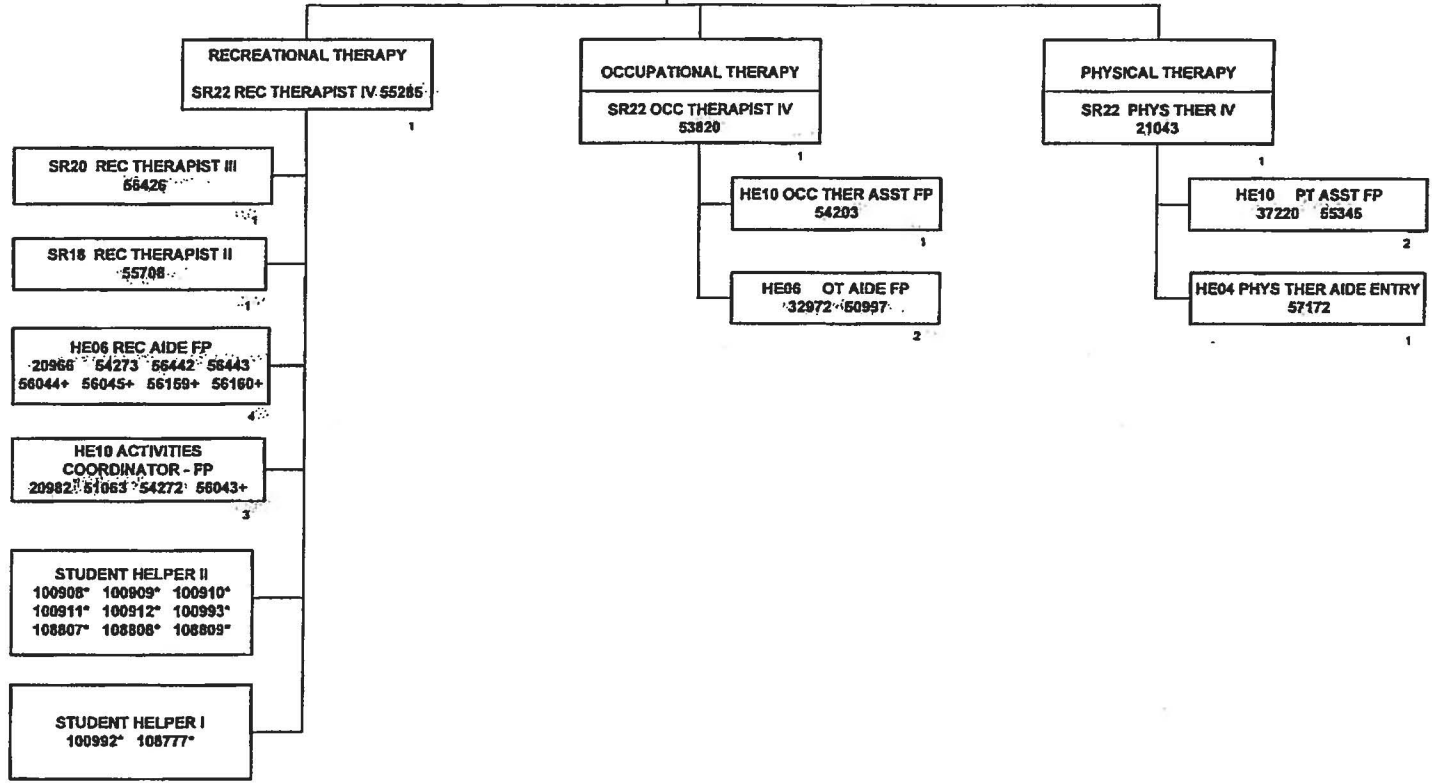 RECREATIONAL THERAPY
SR22 REC THERAPIST IV 55285
1
SR20 REC THERAPIST III
56426
1
SR18 REC THERAPIST II
55708
1
HE06 REC AIDE FP
20966 54273 56442 56443
56044+ 56045+ 56159+ 56160+
4
HE10 ACTIVITIES
COORDINATOR - FP
20982 51063 54272 56043+
3
STUDENT HELPER II
100908* 100909* 100910*
100911* 100912* 100993*
108807* 108808* 108809*
STUDENT HELPER I
100992* 108777*
OCCUPATIONAL THERAPY
SR22 OCC THERAPIST IV
53820
1
HE10 OCC THER ASST FP
54203
1
HE06 OT AIDE FP
32972 50997
2
PHYSICAL THERAPY
SR22 PHYS THER IV
21043
1
HE10 PT ASST FP
37220 55345
2
HE04 PHYS THER AIDE ENTRY
57172
1